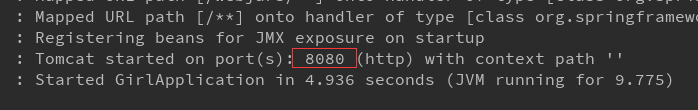 : Mapped URL path [/**] onto handler of type [class org.springframew
: Registering beans for JMX exposure on startup
: Tomcat started on port(s): 8080 (http) with context path ''
: Started GirlApplication in 4.936 seconds (JVM running for 9.775)